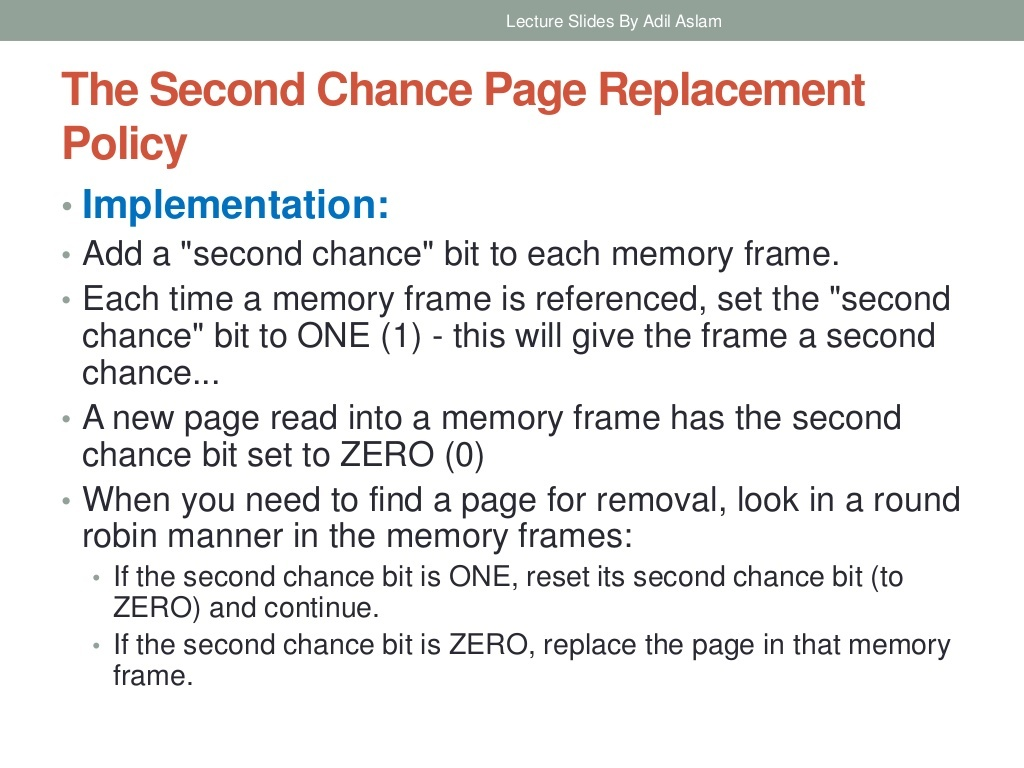 Lecture Slides By Adil Aslam
The Second Chance Page Replacement
Policy
• Implementation:
• Add a "second chance" bit to each memory frame.
• Each time a memory frame is referenced, set the "second
chance" bit to ONE (1) - this will give the frame a second
chance...
• A new page read into a memory frame has the second
chance bit set to ZERO (0)
• When you need to find a page for removal, look in a round
robin manner in the memory frames:
• If the second chance bit is ONE, reset its second chance bit (to
ZERO) and continue.
• If the second chance bit is ZERO, replace the page in that memory
frame.